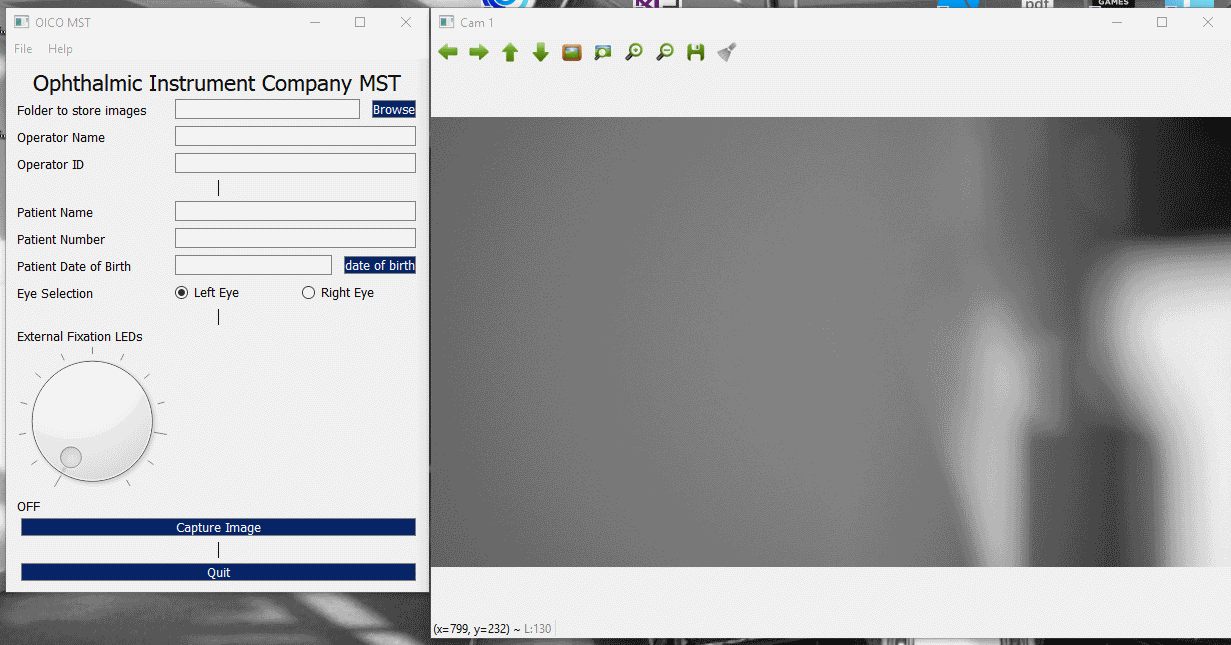 pdf
GAMES
OICO MST
File Help
Ophthalmic Instrument Company MST
Folder to store images
Browse
Operator Name
Operator ID
Patient Name
Patient Number
Patient Date of Birth
date of birth
Eye Selection
Left Eye
Right Eye
External Fixation LEDs
OFF
Capture Image
Quit
Cam 1
(x=799, y=232) ~ L:130